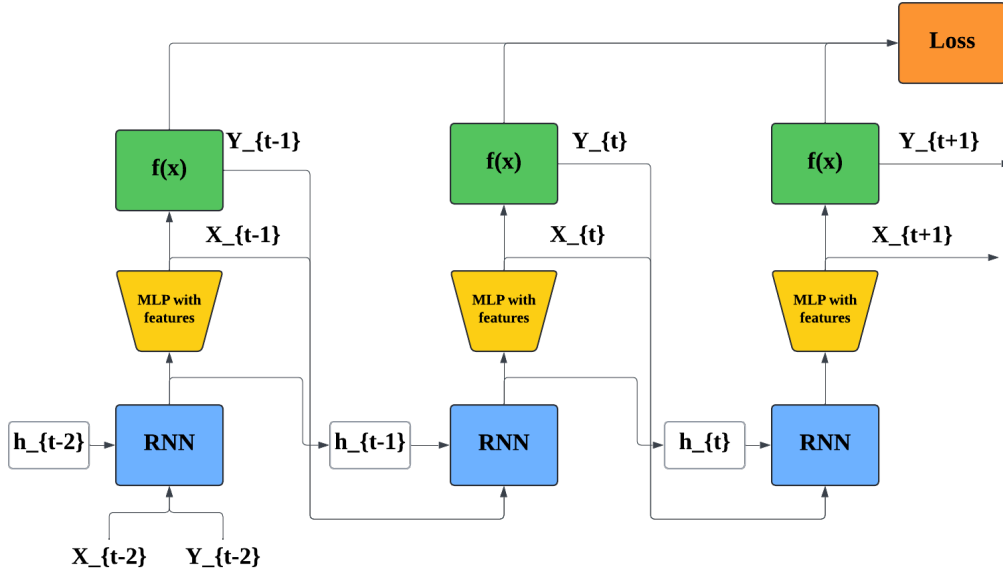 Loss
f(x)
Y_{t-1}
f(x)
Y_{t}
f(x)
Y_{t+1}
X_{t-1}
X_{t}
X_{t+1}
MLP with
features
MLP with
features
MLP with
features
h_{t-2}
RNN
h_{t-1}
RNN
h_{t}
RNN
X_{t-2}
Y_{t-2}